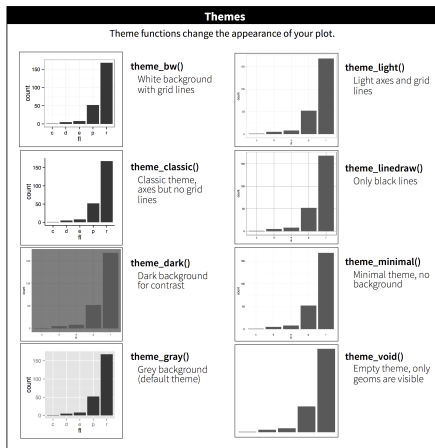 Themes
Theme functions change the appearance of your plot.
150
100
50
0
count
c d e p r
fl
theme_bw()
White background
with grid lines
theme_light()
Light axes and grid
lines
150
100
50
0
count
c d e p r
fl
theme_classic()
Classic theme,
axes but no grid
lines
theme_linedraw()
Only black lines
theme_dark()
Dark background
for contrast
theme_minimal()
Minimal theme, no
background
150
100
50
0
count
c d e p r
fl
theme_gray()
Grey background
(default theme)
theme_void()
Empty theme, only
geoms are visible